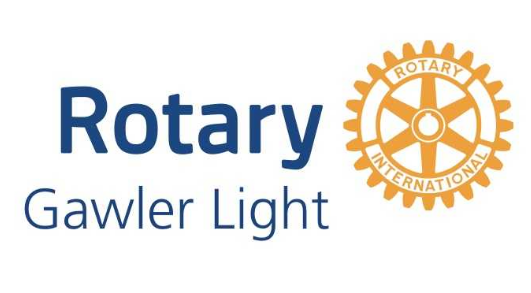 Rotary
Gawler Light
ROTARY
INTERNATIONAL